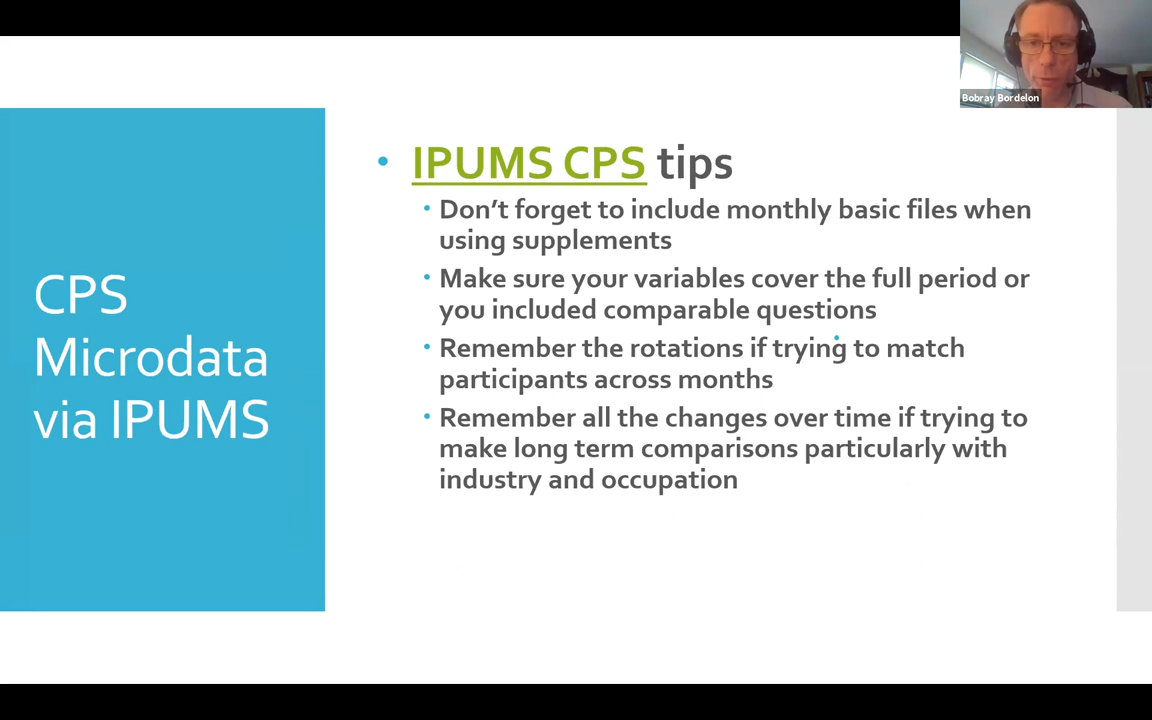 Bobray Bordelon
CPS
Microdata
via IPUMS
• IPUMS CPS tips
• Don’t forget to include monthly basic files when
using supplements
• Make sure your variables cover the full period or
you included comparable questions
• Remember the rotations if trying to match
participants across months
• Remember all the changes over time if trying to
make long term comparisons particularly with
industry and occupation